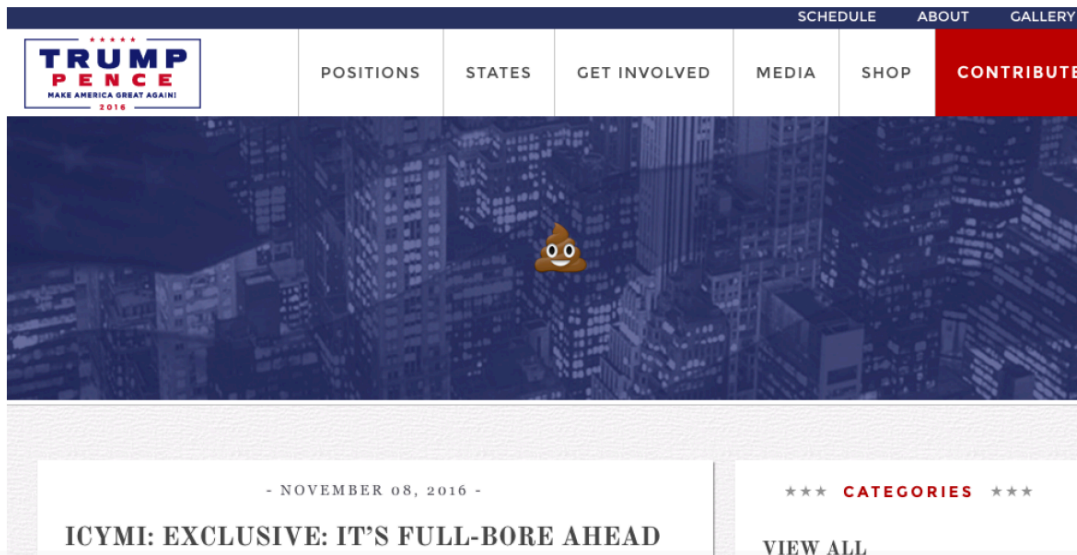 SCHEDULE ABOUT GALLERY
TRUMP
PENCE
MAKE AMERICA GREAT AGAIN!
2016
POSITIONS STATES GET INVOLVED MEDIA SHOP CONTRIBUTE
- NOVEMBER 08, 2016 -
ICYMI: EXCLUSIVE: IT’S FULL-BORE AHEAD
★★★ CATEGORIES ★★★
VIEW ALL